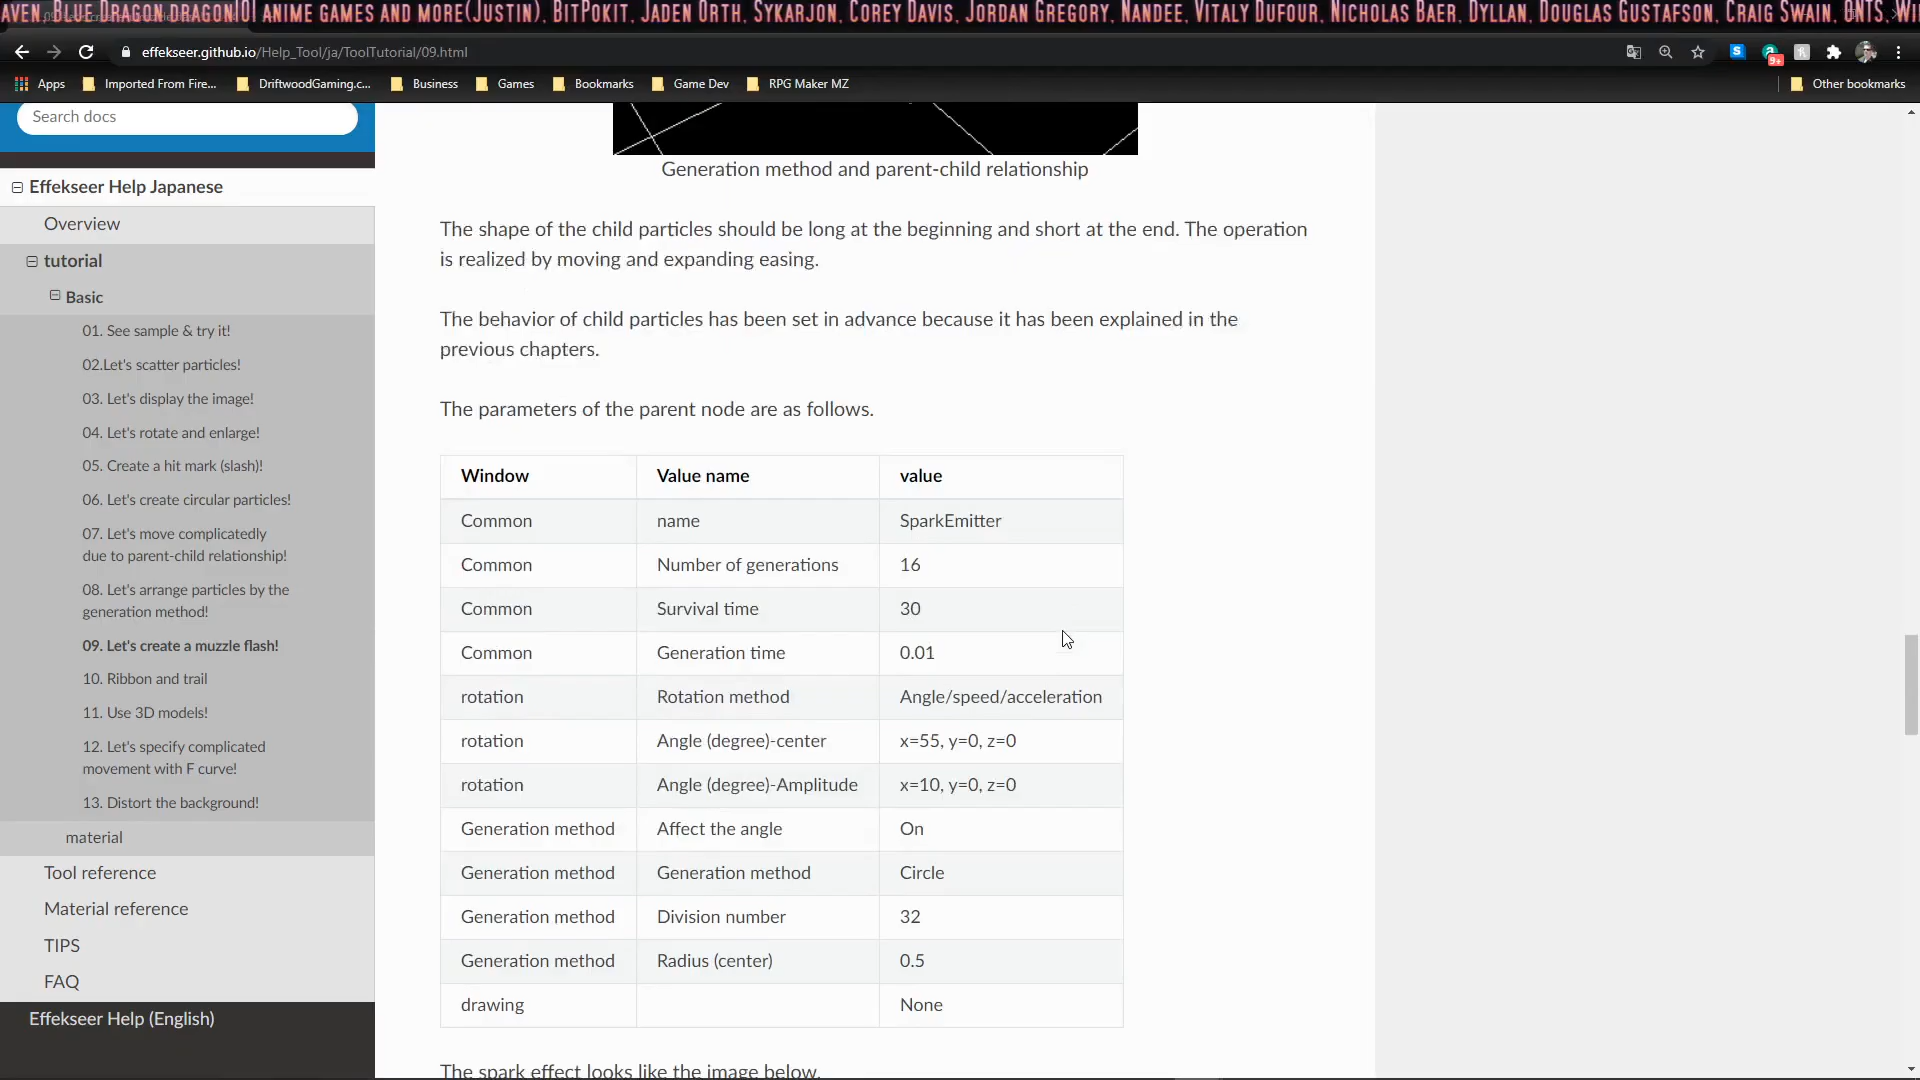 AVEN, BLUE DRAGON, DRAGON101 ANIME GAMES AND MORE(JUSTIN), BITPOKIT, JADEN ORTH, SYKARJON, COREY DAVIS, JORDAN GREGORY, NANDEE, VITALY DUFOUR, NICHOLAS BAER, DYLLAN, DOUGLAS GUSTAFSON, CRAIG SWAIN, ONTS, WI
effekseer.github.io/Help_Tool/ja/ToolTutorial/09.html
S
a
9+
Apps
Imported From Fire...
DriftwoodGaming.c...
Business
Games
Bookmarks
Game Dev
RPG Maker MZ
Other bookmarks
Search docs
Effekseer Help Japanese
Overview
tutorial
Basic
01. See sample & try it!
02.Let's scatter particles!
03. Let's display the image!
04. Let's rotate and enlarge!
05. Create a hit mark (slash)!
06. Let's create circular particles!
07. Let's move complicatedly
due to parent-child relationship!
08. Let's arrange particles by the
generation method!
09. Let's create a muzzle flash!
10. Ribbon and trail
11. Use 3D models!
12. Let's specify complicated
movement with F curve!
13. Distort the background!
material
Tool reference
Material reference
TIPS
FAQ
Effekseer Help (English)
Generation method and parent-child relationship
The shape of the child particles should be long at the beginning and short at the end. The operation
is realized by moving and expanding easing.
The behavior of child particles has been set in advance because it has been explained in the
previous chapters.
The parameters of the parent node are as follows.
Window Value name value
Common name SparkEmitter
Common Number of generations 16
Common Survival time 30
Common Generation time 0.01
rotation Rotation method Angle/speed/acceleration
rotation Angle (degree)-center x=55, y=0, z=0
rotation Angle (degree)-Amplitude x=10, y=0, z=0
Generation method Affect the angle On
Generation method Generation method Circle
Generation method Division number 32
Generation method Radius (center) 0.5
drawing None
The spark effect looks like the image below.